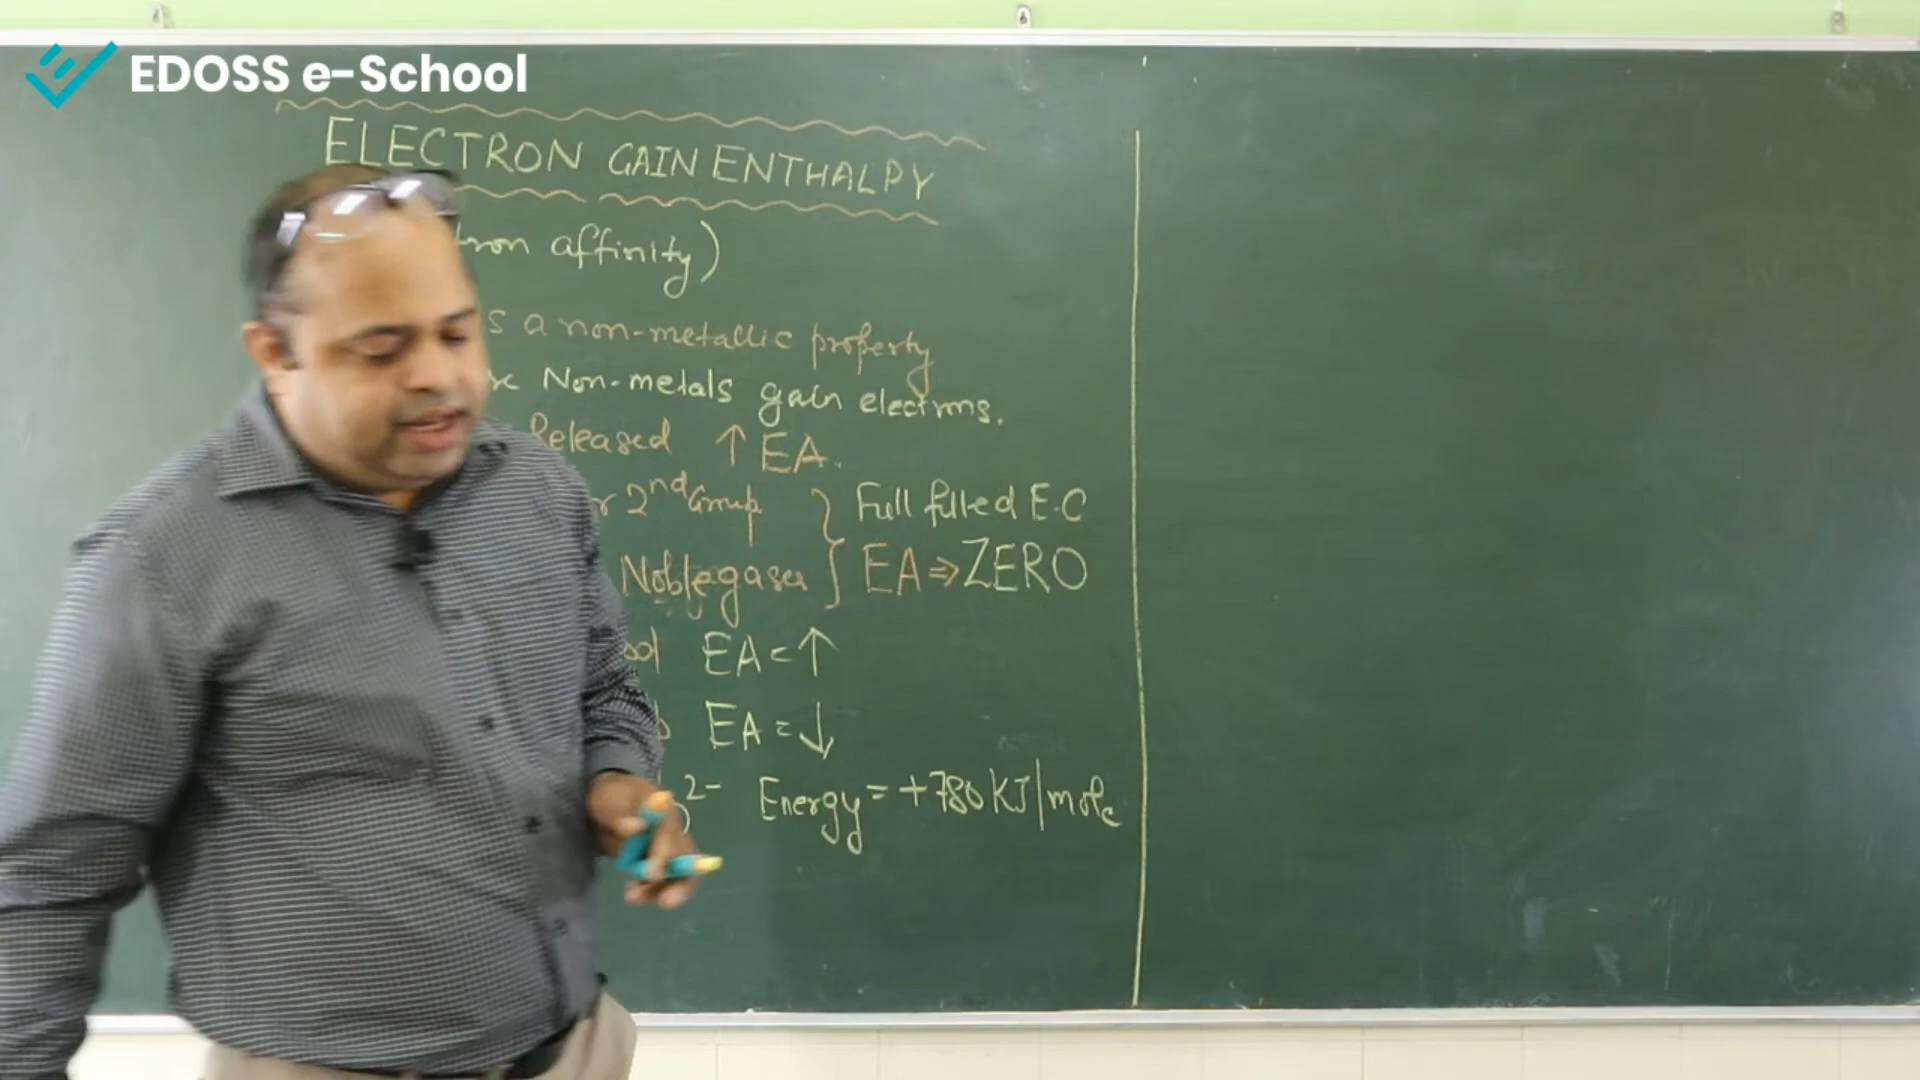 EDOSS e-School
ELECTRON GAIN ENTHALPY
tron affinity)
s a non-metallic property
Non-metals gain electrons.
Released ↑ EA.
r 2nd Group } Full filled E.C
Noble gases } EA ⇒ ZERO
EA = ↑
EA = ↓
2- Energy = +780 KJ/mole